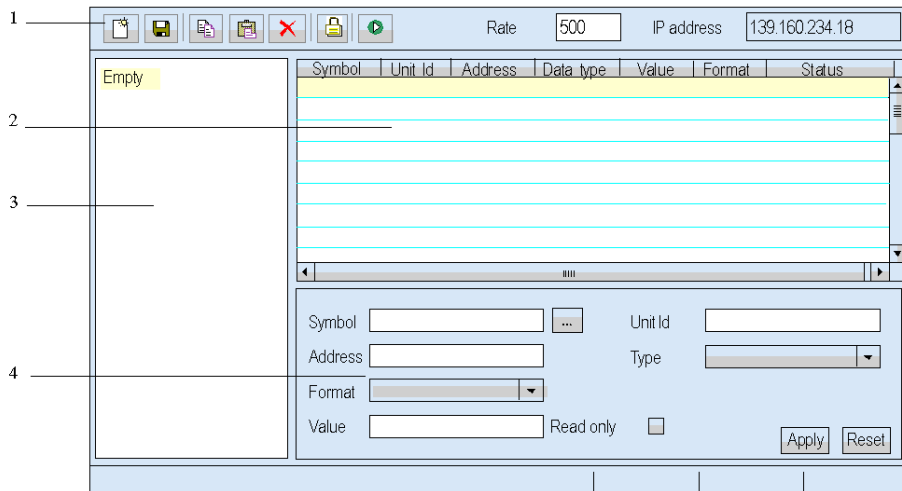 1
Rate 500 IP address 139.160.234.18
Empty
Symbol Unit Id Address Data type Value Format Status
2
3
Symbol ... Unit Id
Address Type
4
Format
Value Read only
Apply Reset